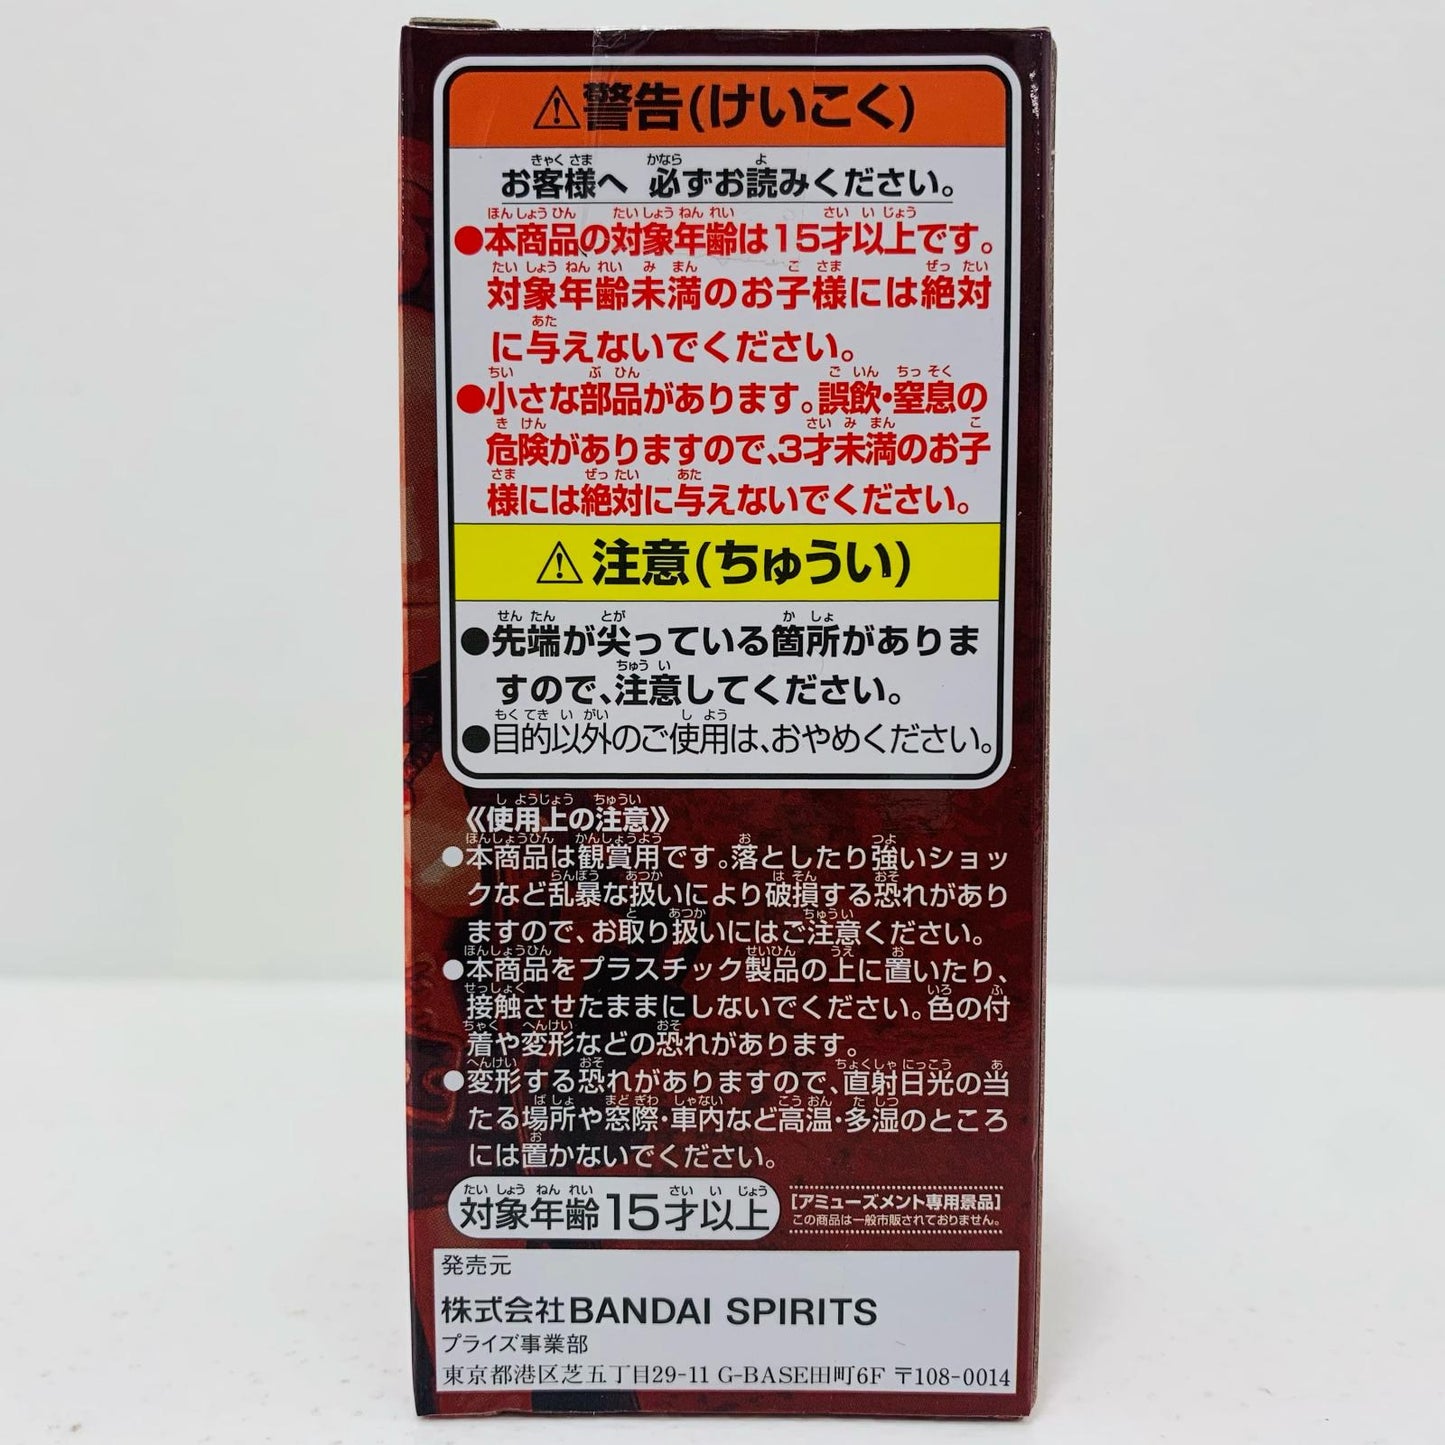 ⚠警告(けいこく)
お客様へ 必ずお読みください。
●本商品の対象年齢は15才以上です。
対象年齢未満のお子様には絶対
に与えないでください。
●小さな部品があります。誤飲・窒息の
危険がありますので、3才未満のお子
様には絶対に与えないでください。
⚠注意(ちゅうい)
●先端が尖っている箇所がありま
すので、注意してください。
●目的以外のご使用は、おやめください。
《使用上の注意》
●本商品は観賞用です。落としたり強いショッ
クなど乱暴な扱いにより破損する恐れがあり
ますので、お取り扱いにはご注意ください。
●本商品をプラスチック製品の上に置いたり、
接触させたままにしないでください。色の付
着や変形などの恐れがあります。
●変形する恐れがありますので、直射日光の当
たる場所や窓際・車内など高温・多湿のところ
には置かないでください。
対象年齢15才以上
[アミューズメント専用景品]
この商品は一般市販されておりません。
発売元
株式会社BANDAI SPIRITS
プライズ事業部
東京都港区芝五丁目29-11 G-BASE田町6F 〒108-0014